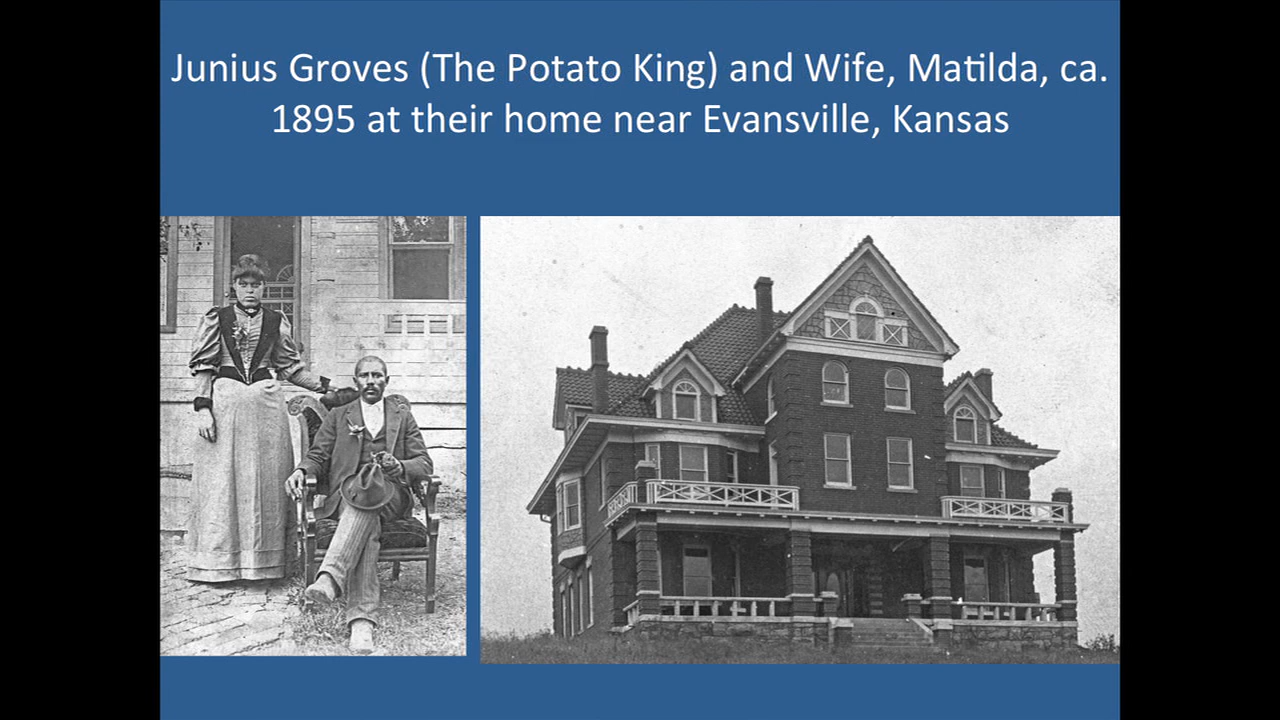 Junius Groves (The Potato King) and Wife, Matilda, ca.
1895 at their home near Evansville, Kansas